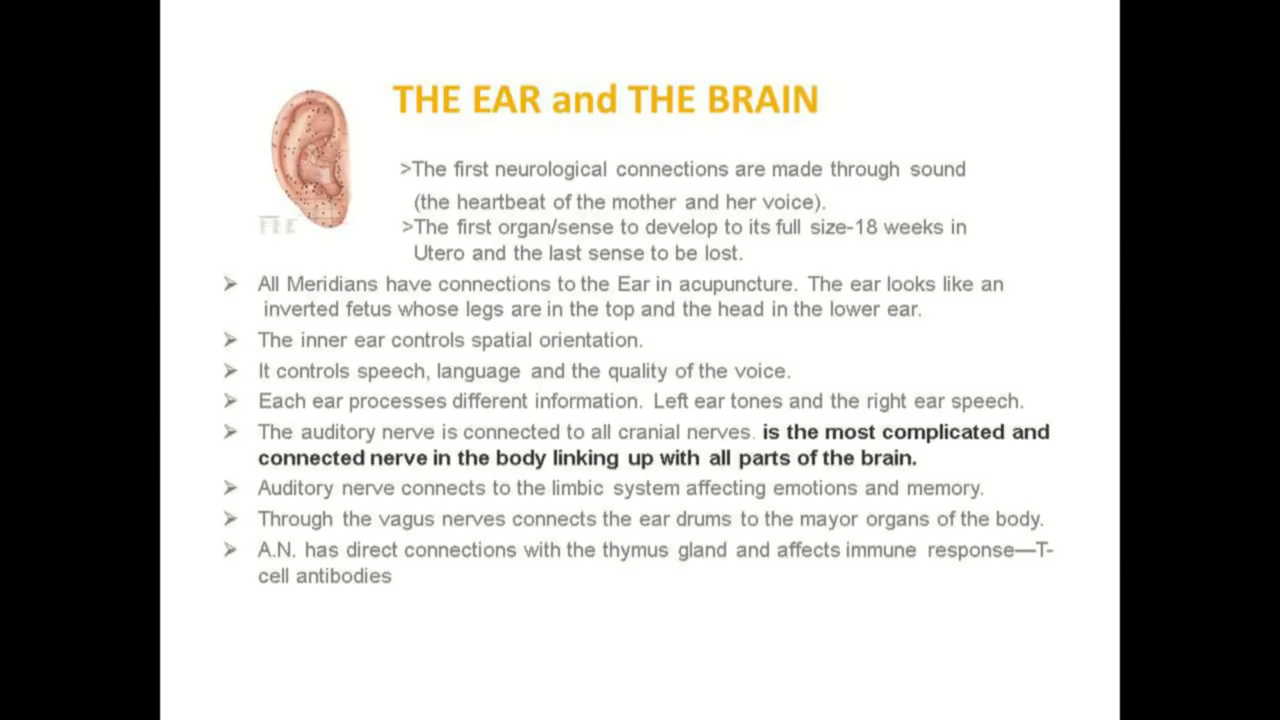 THE EAR and THE BRAIN
>The first neurological connections are made through sound
(the heartbeat of the mother and her voice).
>The first organ/sense to develop to its full size-18 weeks in
Utero and the last sense to be lost.
➢ All Meridians have connections to the Ear in acupuncture. The ear looks like an
inverted fetus whose legs are in the top and the head in the lower ear.
➢ The inner ear controls spatial orientation.
➢ It controls speech, language and the quality of the voice.
➢ Each ear processes different information. Left ear tones and the right ear speech.
➢ The auditory nerve is connected to all cranial nerves. is the most complicated and
connected nerve in the body linking up with all parts of the brain.
➢ Auditory nerve connects to the limbic system affecting emotions and memory.
➢ Through the vagus nerves connects the ear drums to the mayor organs of the body.
➢ A.N. has direct connections with the thymus gland and affects immune response—T-
cell antibodies